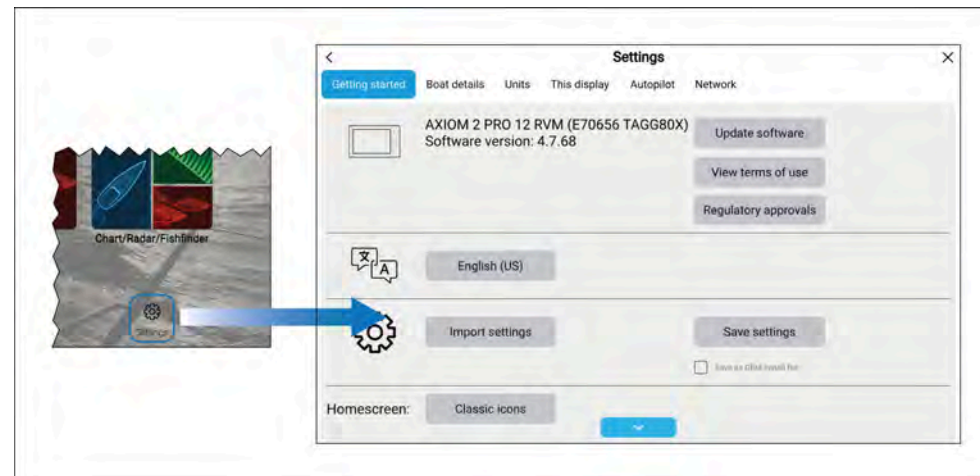 Settings
Getting started Boat details Units This display Autopilot Network
AXIOM 2 PRO 12 RVM (E70656 TAGG80X)
Software version: 4.7.68
Update software
View terms of use
Regulatory approvals
Chart/Radar/Fishfinder
文 A
English (US)
Settings
Import settings Save settings
Homescreen: Classic icons